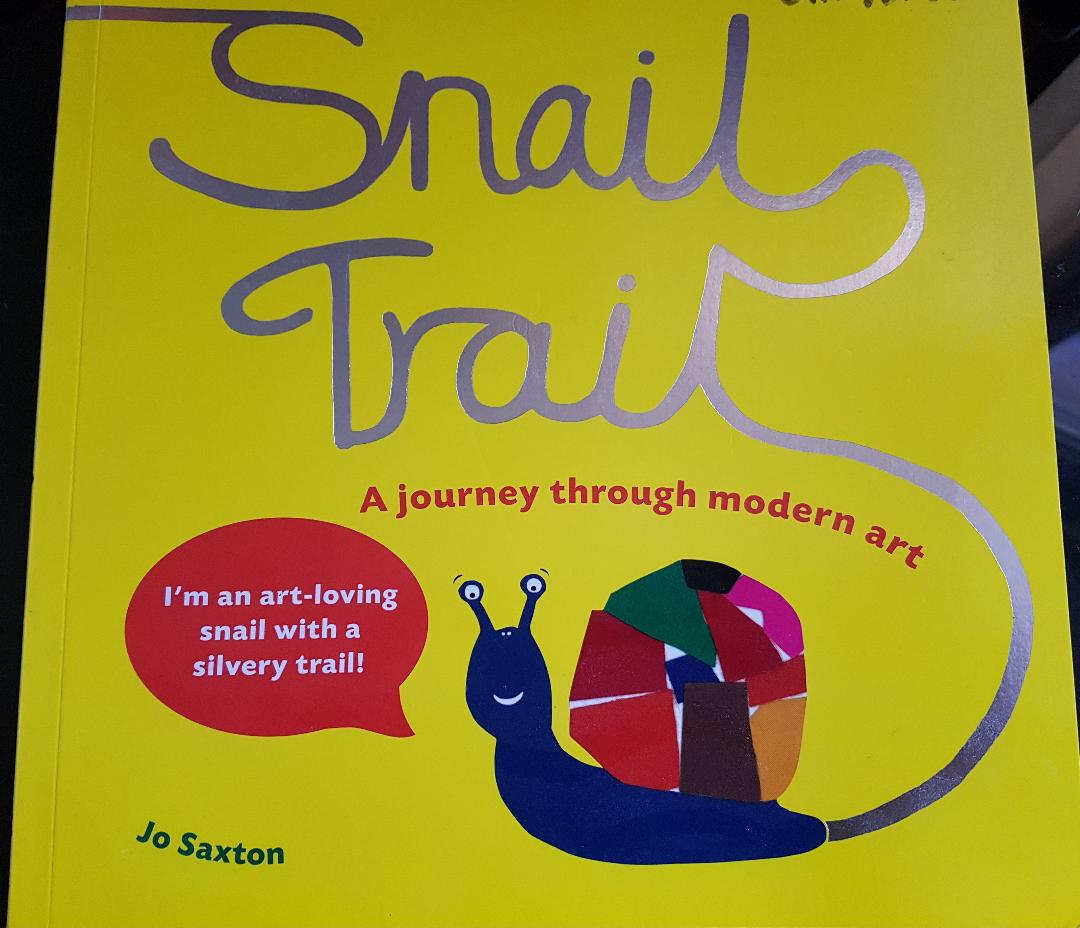 Snail
Trail
A journey through modern art
I'm an art-loving
snail with a
silvery trail!
Jo Saxton